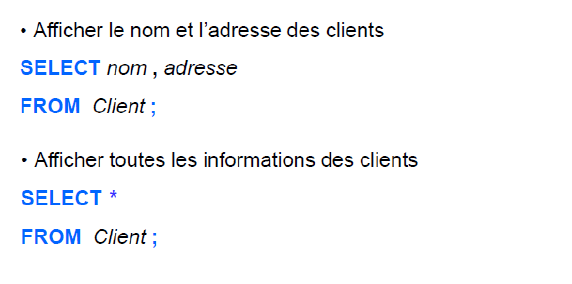 • Afficher le nom et l’adresse des clients
SELECT nom , adresse
FROM Client ;
• Afficher toutes les informations des clients
SELECT *
FROM Client ;